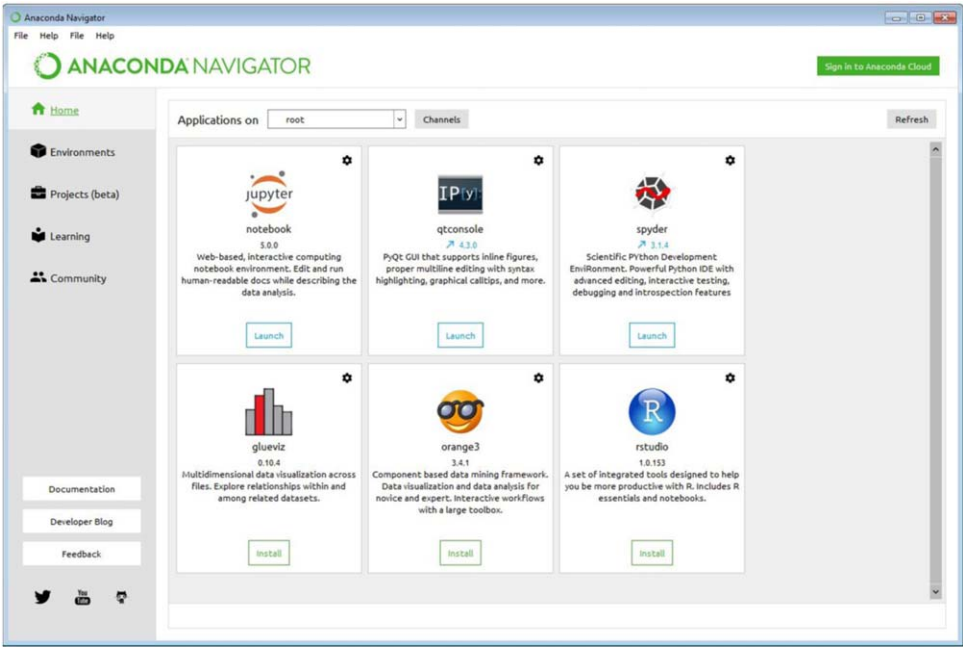 Anaconda Navigator
File Help File Help
ANACONDA NAVIGATOR
Sign in to Anaconda Cloud
Home
Environments
Projects (beta)
Learning
Community
Documentation
Developer Blog
Feedback
You
Tube
Applications on root Channels Refresh
jupyter
notebook
5.0.0
Web-based, interactive computing
notebook environment. Edit and run
human-readable docs while describing the
data analysis.
Launch
IP[y]
qtconsole
4.3.0
PyQt GUI that supports inline figures,
proper multiline editing with syntax
highlighting, graphical calltips, and more.
Launch
spyder
3.1.4
Scientific PYthon Development
EnviRonment. Powerful Python IDE with
advanced editing, interactive testing,
debugging and introspection features
Launch
glueviz
0.10.4
Multidimensional data visualization across
files. Explore relationships within and
among related datasets.
Install
orange3
3.4.1
Component based data mining framework.
Data visualization and data analysis for
novice and expert. Interactive workflows
with a large toolbox.
Install
R
rstudio
1.0.153
A set of integrated tools designed to help
you be more productive with R. Includes R
essentials and notebooks.
Install